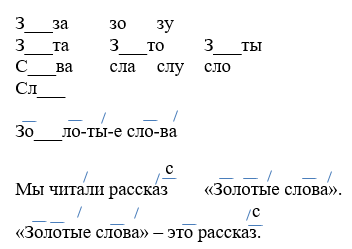 З___за зо зу
З___та З___то З___ты
С___ва сла слу сло
Сл___
Зо___ло-ты-е сло-ва
с
Мы читали рассказ «Золотые слова».
с
«Золотые слова» – это рассказ.